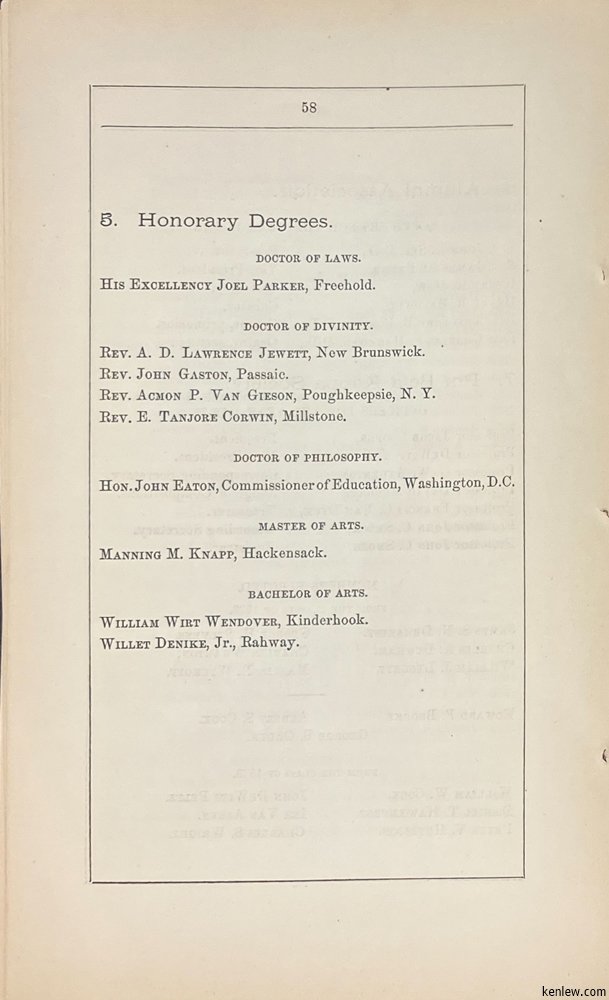 58
5. Honorary Degrees.
DOCTOR OF LAWS.
HIS EXCELLENCY JOEL PARKER, Freehold.
DOCTOR OF DIVINITY.
REV. A. D. LAWRENCE JEWETT, New Brunswick.
REV. JOHN GASTON, Passaic.
REV. ACMON P. VAN GIESON, Poughkeepsie, N. Y.
REV. E. TANJORE CORWIN, Millstone.
DOCTOR OF PHILOSOPHY.
HON. JOHN EATON, Commissioner of Education, Washington, D.C.
MASTER OF ARTS.
MANNING M. KNAPP, Hackensack.
BACHELOR OF ARTS.
WILLIAM WIRT WENDOVER, Kinderhook.
WILLET DENIKE, Jr., Rahway.
kenlew.com